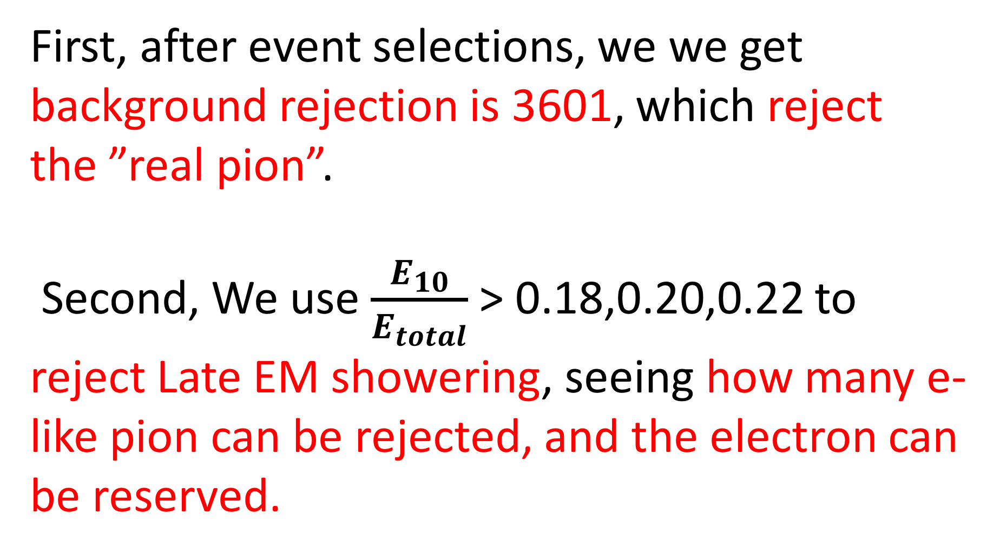 First, after event selections, we we get
background rejection is 3601, which reject
the ”real pion”.
Second, We use $\frac{E_{10}}{E_{total}}$ > 0.18,0.20,0.22 to
reject Late EM showering, seeing how many e-
like pion can be rejected, and the electron can
be reserved.